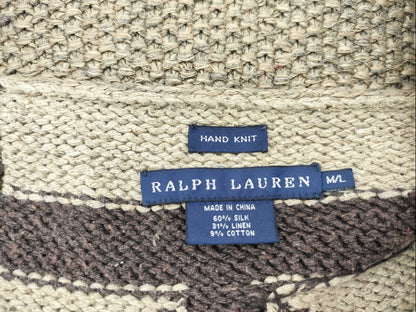 HAND KNIT
RALPH LAUREN M/L
MADE IN CHINA
60% SILK
31% LINEN
9% COTTON